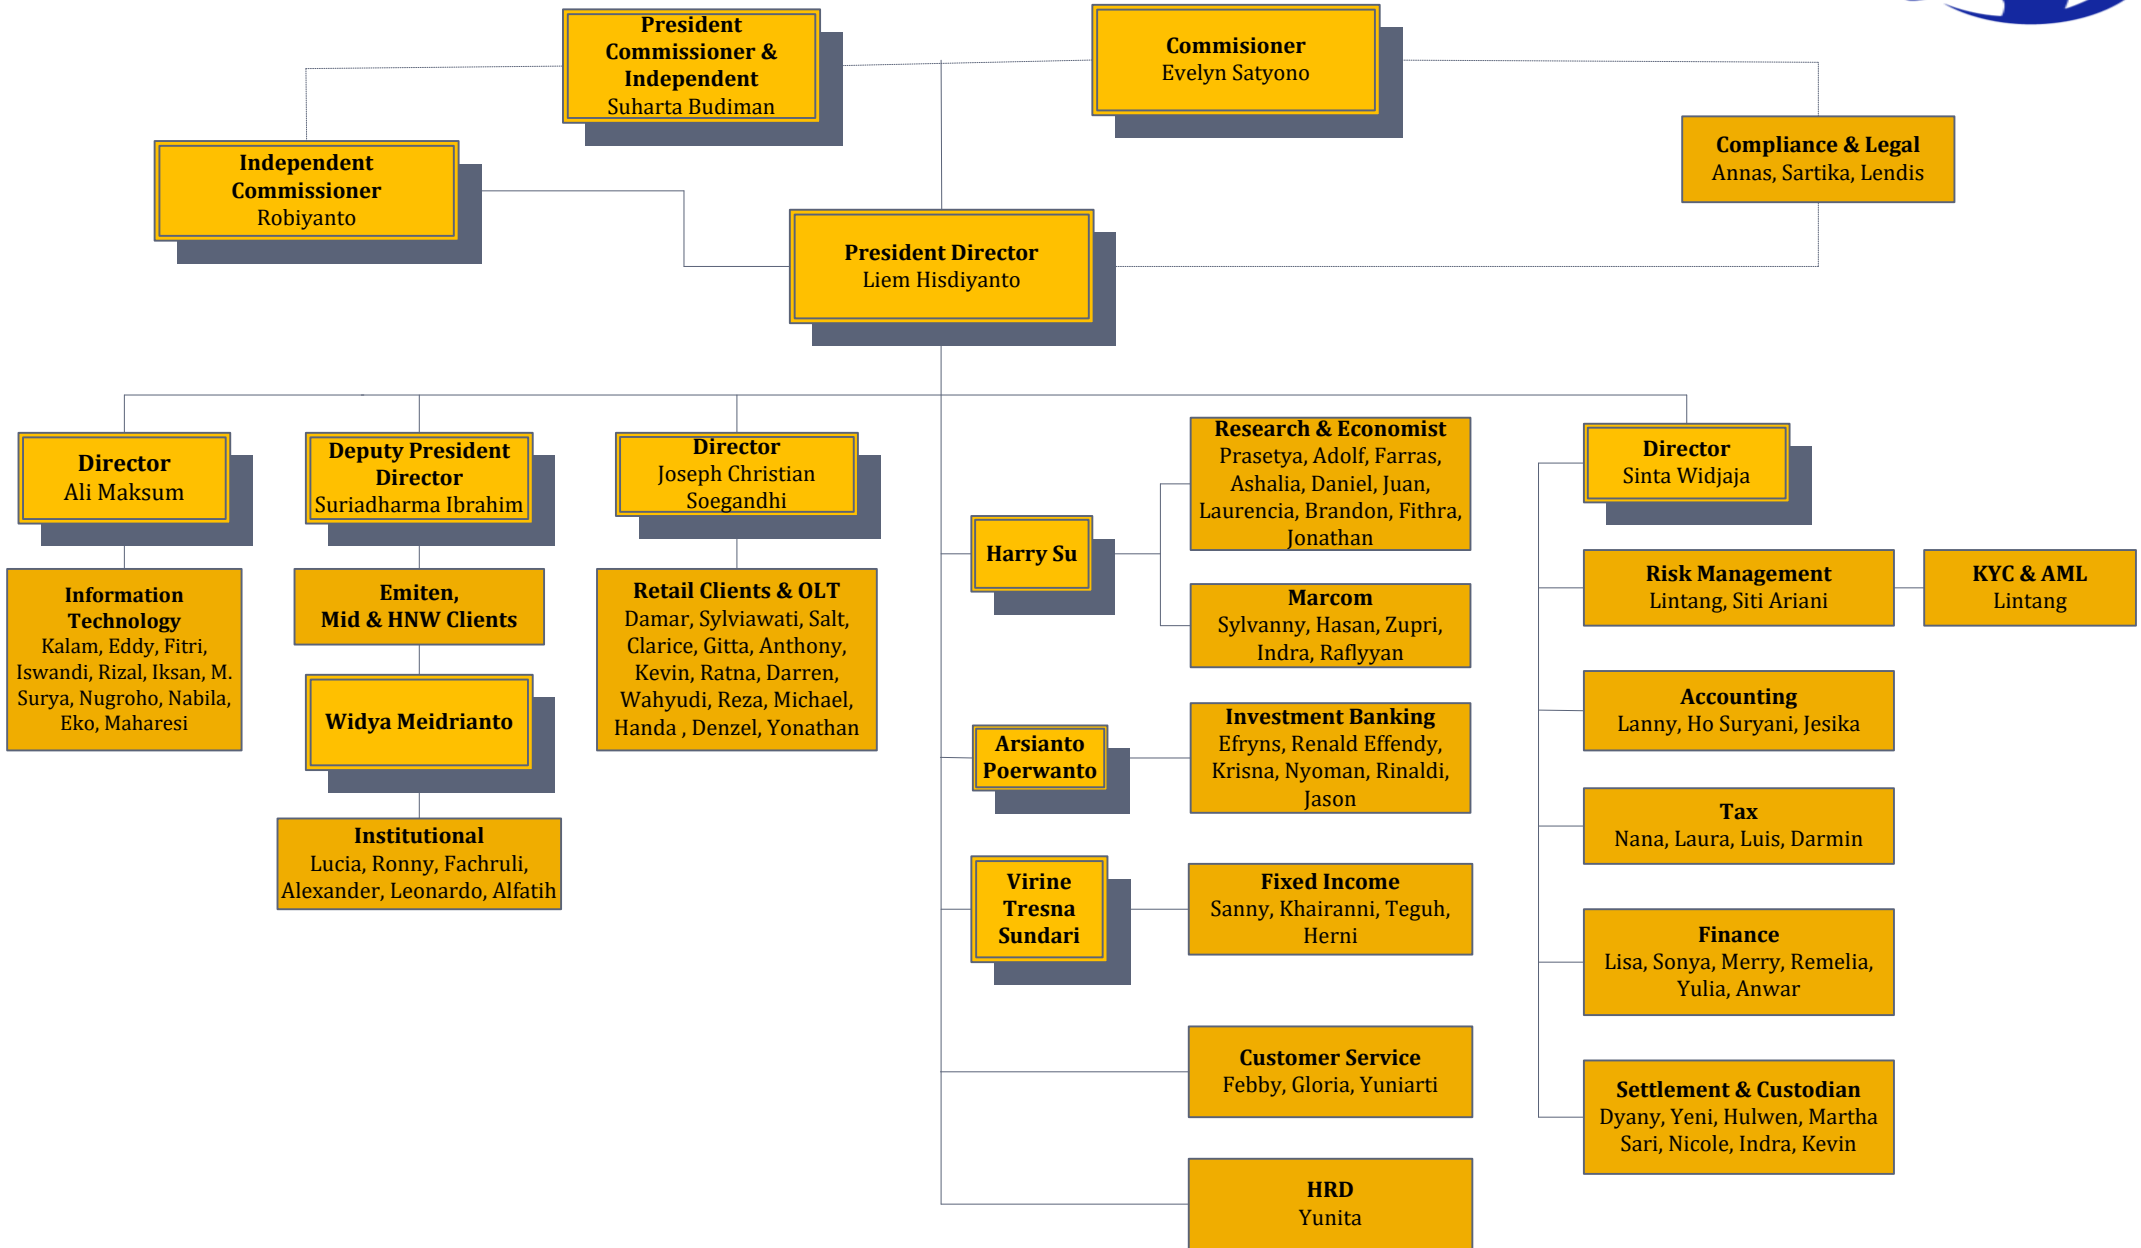 President
Commissioner &
Independent
Suharta Budiman
Commisioner
Evelyn Satyono
Independent
Commissioner
Robiyanto
Compliance & Legal
Annas, Sartika, Lendis
President Director
Liem Hisdiyanto
Director
Ali Maksum
Information
Technology
Kalam, Eddy, Fitri,
Iswandi, Rizal, Iksan, M.
Surya, Nugroho, Nabila,
Eko, Maharesi
Deputy President
Director
Suriadharma Ibrahim
Emiten,
Mid & HNW Clients
Widya Meidrianto
Institutional
Lucia, Ronny, Fachruli,
Alexander, Leonardo, Alfatih
Director
Joseph Christian
Soegandhi
Retail Clients & OLT
Damar, Sylviawati, Salt,
Clarice, Gitta, Anthony,
Kevin, Ratna, Darren,
Wahyudi, Reza, Michael,
Handa , Denzel, Yonathan
Harry Su
Research & Economist
Prasetya, Adolf, Farras,
Ashalia, Daniel, Juan,
Laurencia, Brandon, Fithra,
Jonathan
Marcom
Sylvanny, Hasan, Zupri,
Indra, Raflyyan
Arsianto
Poerwanto
Investment Banking
Efryns, Renald Effendy,
Krisna, Nyoman, Rinaldi,
Jason
Virine
Tresna
Sundari
Fixed Income
Sanny, Khairanni, Teguh,
Herni
Customer Service
Febby, Gloria, Yuniarti
HRD
Yunita
Director
Sinta Widjaja
Risk Management
Lintang, Siti Ariani
KYC & AML
Lintang
Accounting
Lanny, Ho Suryani, Jesika
Tax
Nana, Laura, Luis, Darmin
Finance
Lisa, Sonya, Merry, Remelia,
Yulia, Anwar
Settlement & Custodian
Dyany, Yeni, Hulwen, Martha
Sari, Nicole, Indra, Kevin